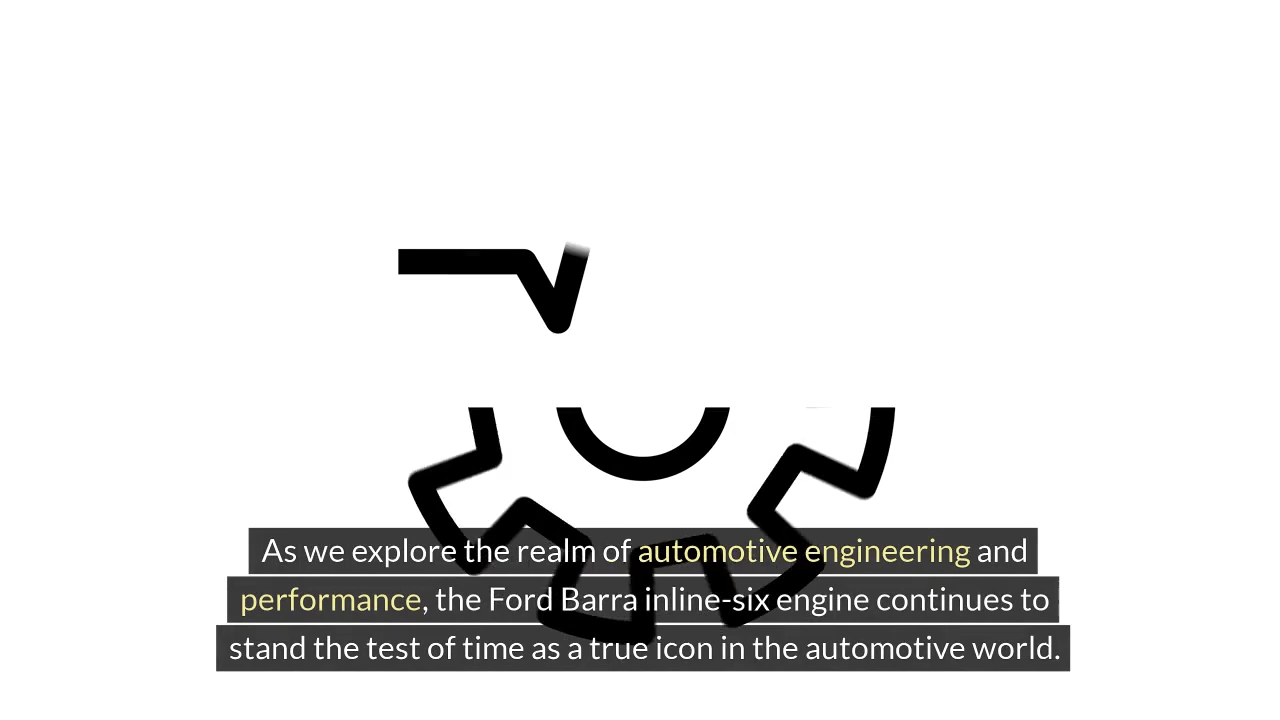 As we explore the realm of automotive engineering and
performance, the Ford Barra inline-six engine continues to
stand the test of time as a true icon in the automotive world.